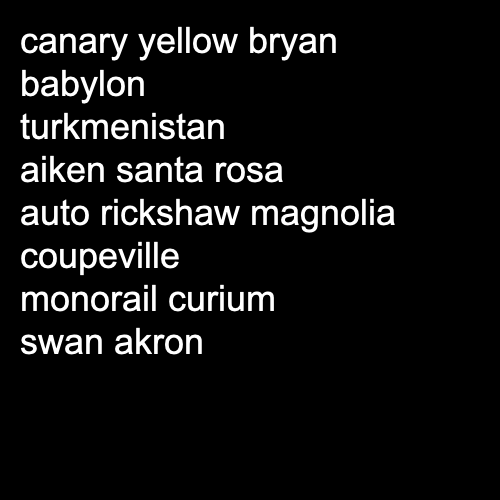 canary yellow bryan
babylon
turkmenistan
aiken santa rosa
auto rickshaw magnolia
coupeville
monorail curium
swan akron